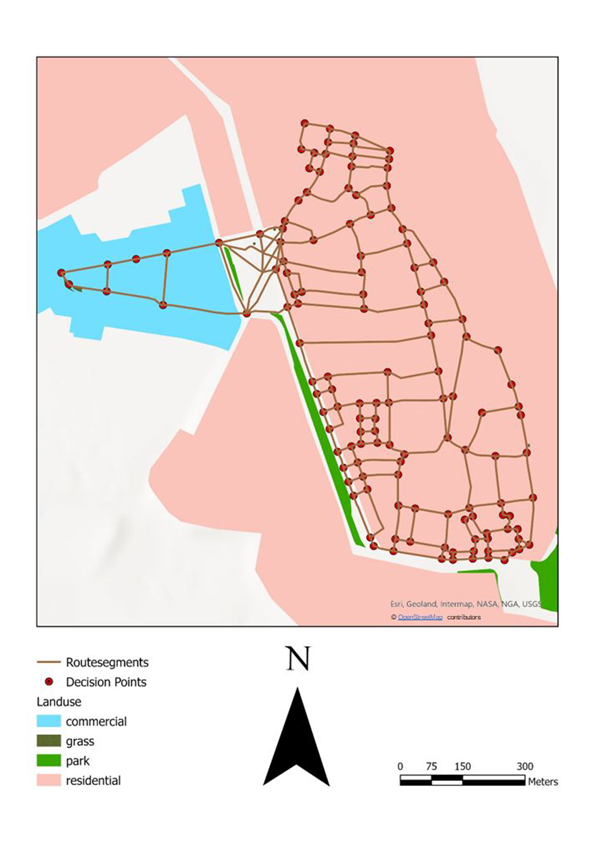 Esri, Geoland, Intermap, NASA, NGA, USGS
© OpenStreetMap contributors
Routesegments
Decision Points
Landuse
commercial
grass
park
residential
N
0 75 150 300
Meters